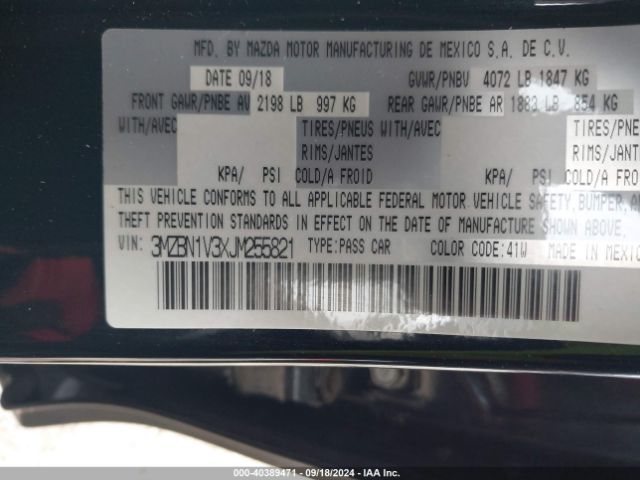 MFD. BY MAZDA MOTOR MANUFACTURING DE MEXICO S.A. DE C.V.
DATE 09/18 GVWR/PNBV 4072 LB 1847 KG
FRONT GAWR/PNBE AV 2198 LB 997 KG REAR GAWR/PNBE AR 1883 LB 854 KG
WITH/AVEC TIRES/PNEUS WITH/AVEC TIRES/PNE
RIMS/JANTES RIMS/JAN
KPA/ PSI COLD/A FROID KPA/ PSI COLD/A F
THIS VEHICLE CONFORMS TO ALL APPLICABLE FEDERAL MOTOR VEHICLE SAFETY, BUMPER, A
THEFT PREVENTION STANDARDS IN EFFECT ON THE DATE OF MANUFACTURE SHOWN ABOVE.
VIN: 3MZBN1V3XJM255821 TYPE:PASS CAR COLOR CODE:41W MADE IN MEXIC
000-40389471 - 09/18/2024 - IAA Inc.